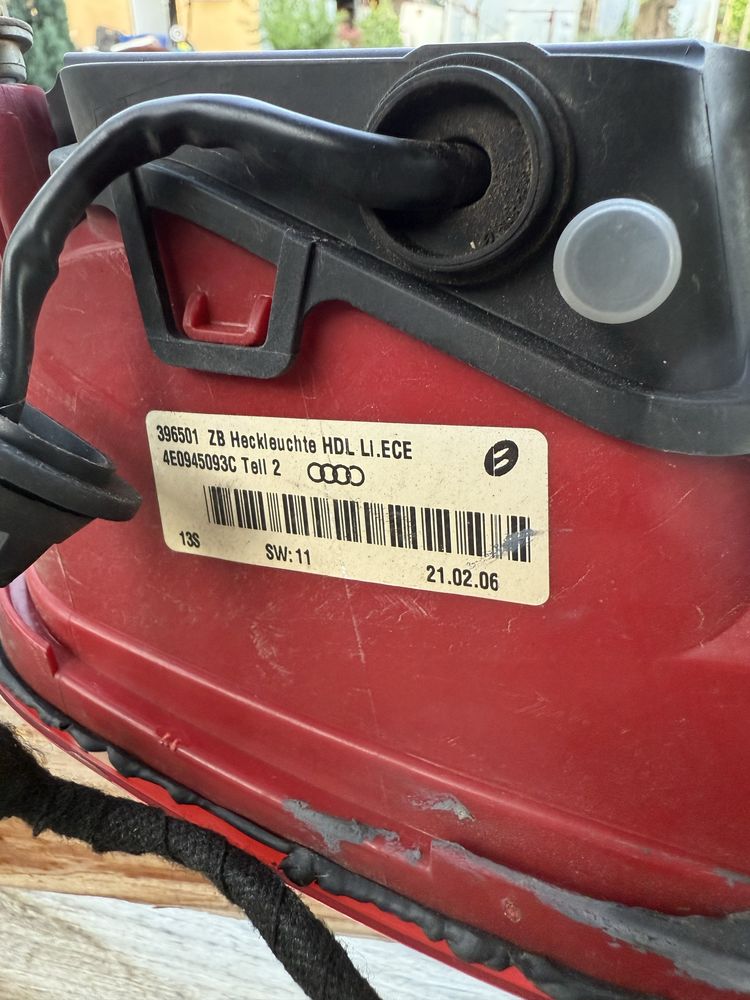 396501 ZB Heckleuchte HDL LI.ECE
4E0945093C Teil 2
B
13S SW:11 21.02.06